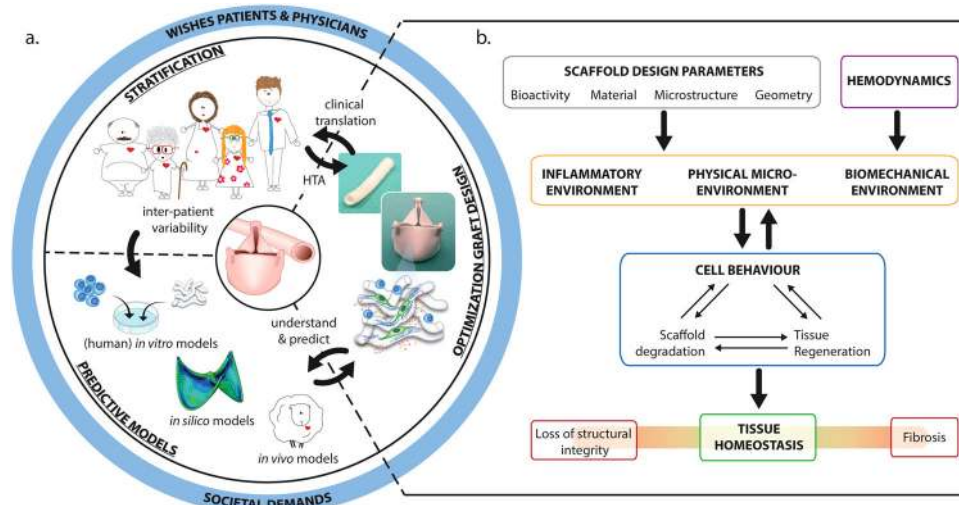 a.
WISHES PATIENTS & PHYSICIANS
STRATIFICATION
clinical
translation
HTA
inter-patient
variability
OPTIMIZATION GRAFT DESIGN
understand
& predict
(human) in vitro models
in silico models
in vivo models
PREDICTIVE MODELS
SOCIETAL DEMANDS
b.
SCAFFOLD DESIGN PARAMETERS
Bioactivity Material Microstructure Geometry
HEMODYNAMICS
INFLAMMATORY
ENVIRONMENT
PHYSICAL MICRO-
ENVIRONMENT
BIOMECHANICAL
ENVIRONMENT
CELL BEHAVIOUR
Scaffold
degradation
Tissue
Regeneration
Loss of structural
integrity
TISSUE
HOMEOSTASIS
Fibrosis